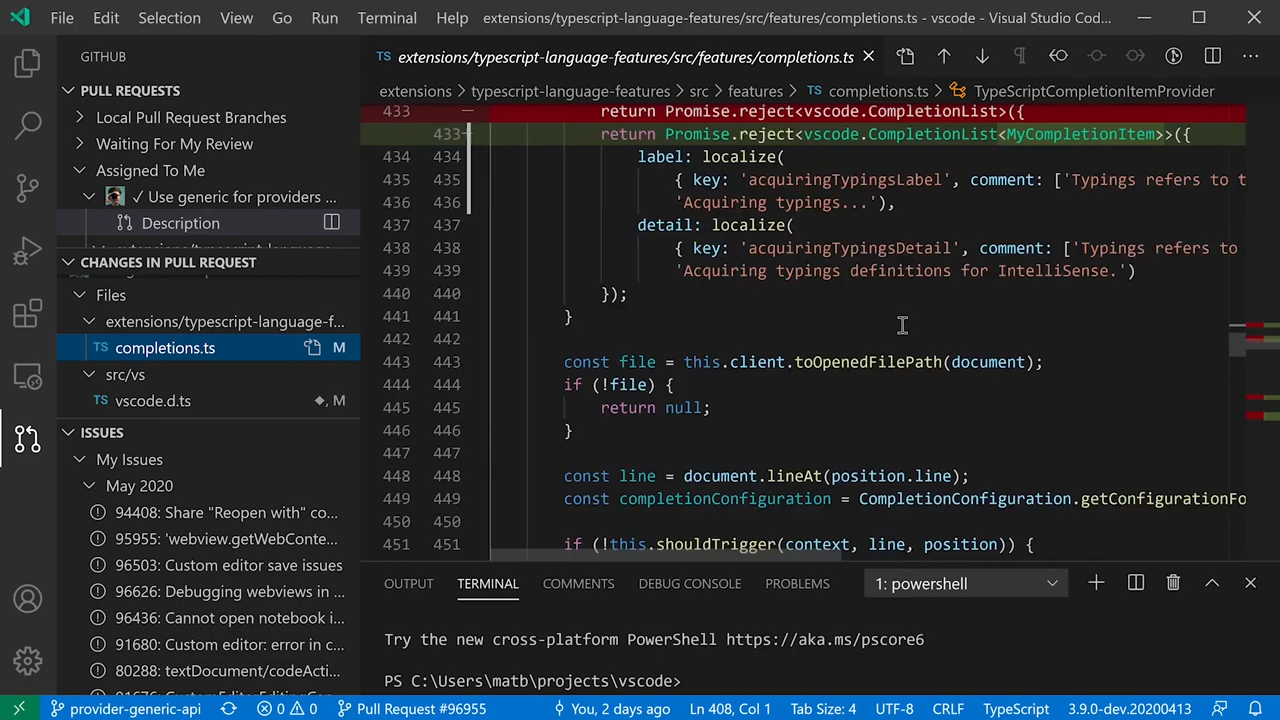 File Edit Selection View Go Run Terminal Help extensions/typescript-language-features/src/features/completions.ts - vscode - Visual Studio Cod...
GITHUB
PULL REQUESTS
Local Pull Request Branches
Waiting For My Review
Assigned To Me
✓ Use generic for providers ...
Description
CHANGES IN PULL REQUEST
Files
extensions/typescript-language-f...
TS completions.ts M
src/vs
TS vscode.d.ts ◆, M
ISSUES
My Issues
May 2020
94408: Share "Reopen with" co...
95955: 'webview.getWebConte...
96503: Custom editor save issues
96626: Debugging webviews in ...
96436: Cannot open notebook i...
91680: Custom editor: error in c...
80288: textDocument/codeActi...
TS extensions/typescript-language-features/src/features/completions.ts
extensions > typescript-language-features > src > features > TS completions.ts > TypeScriptCompletionItemProvider
433 return Promise.reject<vscode.CompletionList>({
433 return Promise.reject<vscode.CompletionList<MyCompletionItem>>({
434 434 label: localize(
435 435 { key: 'acquiringTypingsLabel', comment: ['Typings refers to t
436 436 'Acquiring typings...'),
437 437 detail: localize(
438 438 { key: 'acquiringTypingsDetail', comment: ['Typings refers to
439 439 'Acquiring typings definitions for IntelliSense.')
440 440 });
441 441 }
442 442
443 443 const file = this.client.toOpenedFilePath(document);
444 444 if (!file) {
445 445 return null;
446 446 }
447 447
448 448 const line = document.lineAt(position.line);
449 449 const completionConfiguration = CompletionConfiguration.getConfigurationFo
450 450
451 451 if (!this.shouldTrigger(context, line, position)) {
OUTPUT TERMINAL COMMENTS DEBUG CONSOLE PROBLEMS 1: powershell
Try the new cross-platform PowerShell https://aka.ms/pscore6
PS C:\Users\matb\projects\vscode>
provider-generic-api 0 0 Pull Request #96955 You, 2 days ago Ln 408, Col 1 Tab Size: 4 UTF-8 CRLF TypeScript 3.9.0-dev.20200413